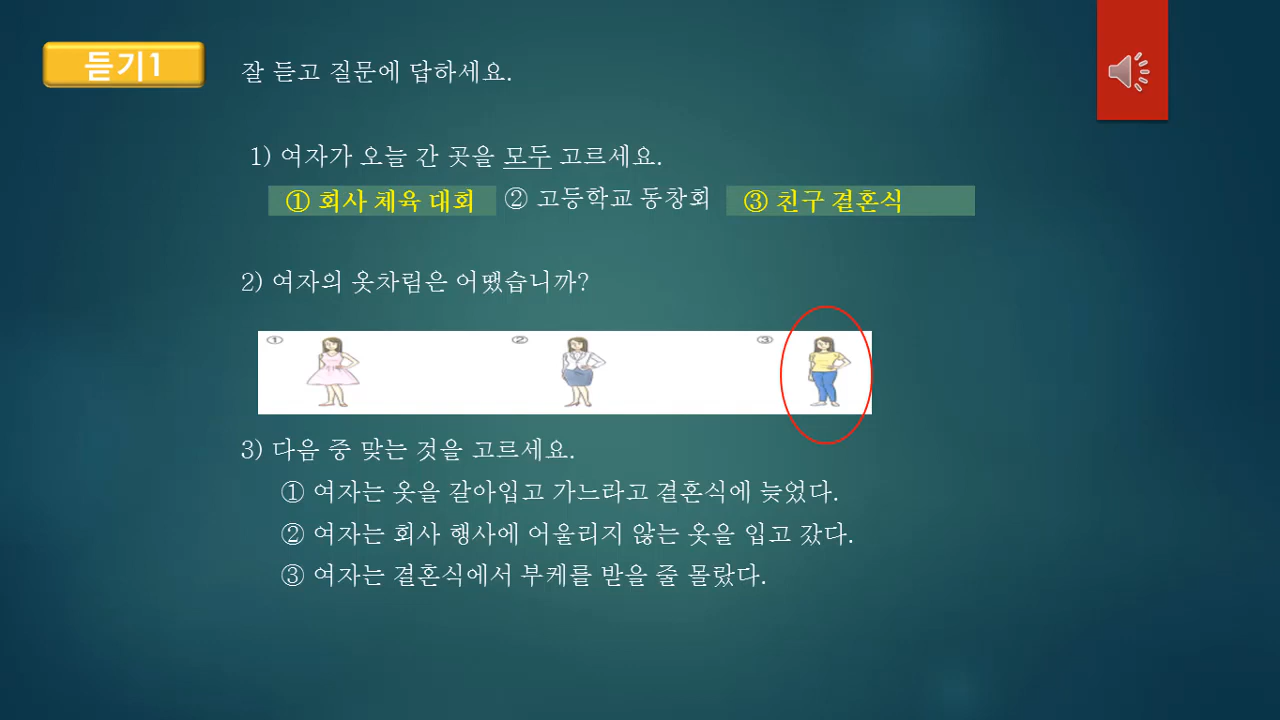 듣기1
잘 듣고 질문에 답하세요.
1) 여자가 오늘 간 곳을 모두 고르세요.
① 회사 체육 대회 ② 고등학교 동창회 ③ 친구 결혼식
2) 여자의 옷차림은 어땠습니까?
① ② ③
3) 다음 중 맞는 것을 고르세요.
① 여자는 옷을 갈아입고 가느라고 결혼식에 늦었다.
② 여자는 회사 행사에 어울리지 않는 옷을 입고 갔다.
③ 여자는 결혼식에서 부케를 받을 줄 몰랐다.